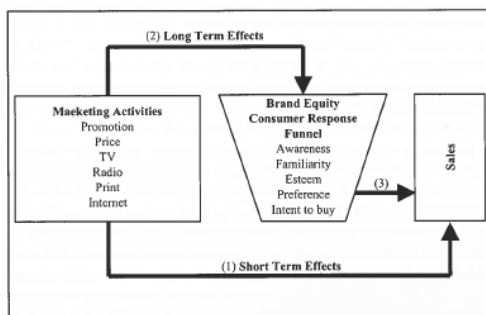 (2) Long Term Effects
Maeketing Activities
Promotion
Price
TV
Radio
Print
Internet
Brand Equity
Consumer Response
Funnel
Awareness
Familiarity
Esteem
Preference
Intent to buy
(3)
Sales
(1) Short Term Effects